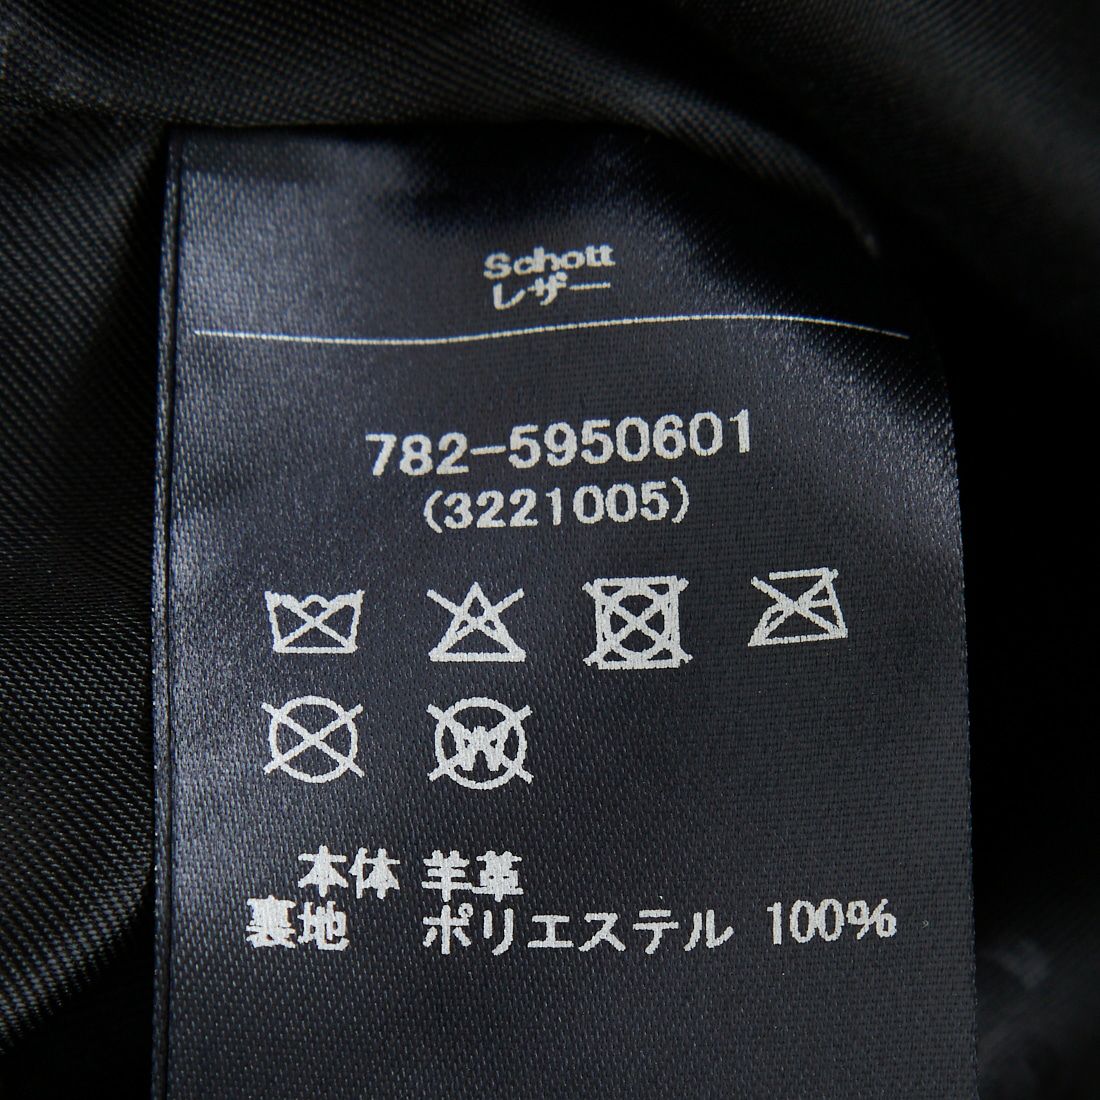 Schott
レザー
782-5950601
(3221005)
W
本体 羊革
裏地 ポリエステル 100%